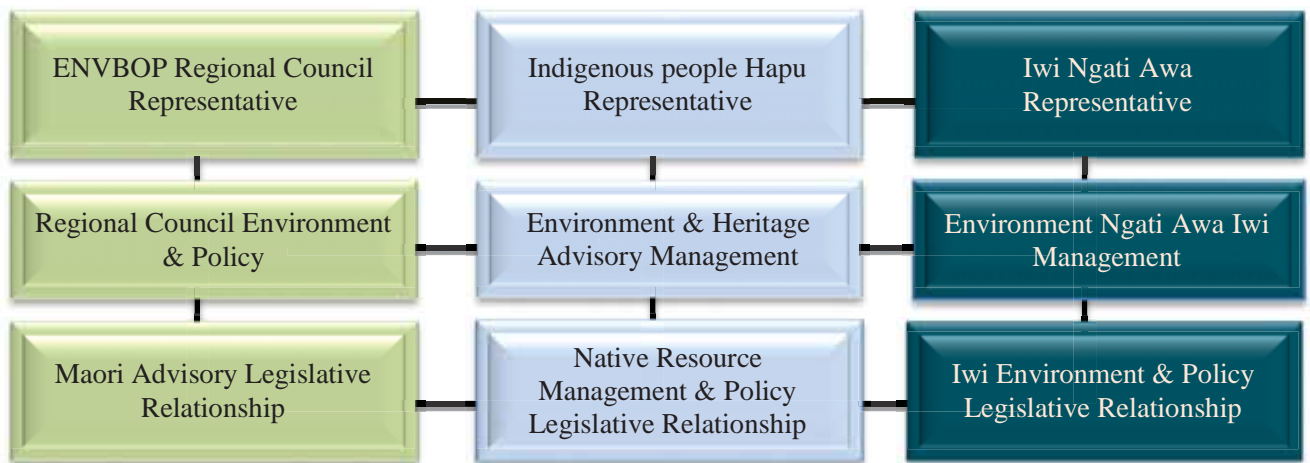 ENVBOP Regional Council
Representative
Indigenous people Hapu
Representative
Iwi Ngati Awa
Representative
Regional Council Environment
& Policy
Environment & Heritage
Advisory Management
Environment Ngati Awa Iwi
Management
Maori Advisory Legislative
Relationship
Native Resource
Management & Policy
Legislative Relationship
Iwi Environment & Policy
Legislative Relationship